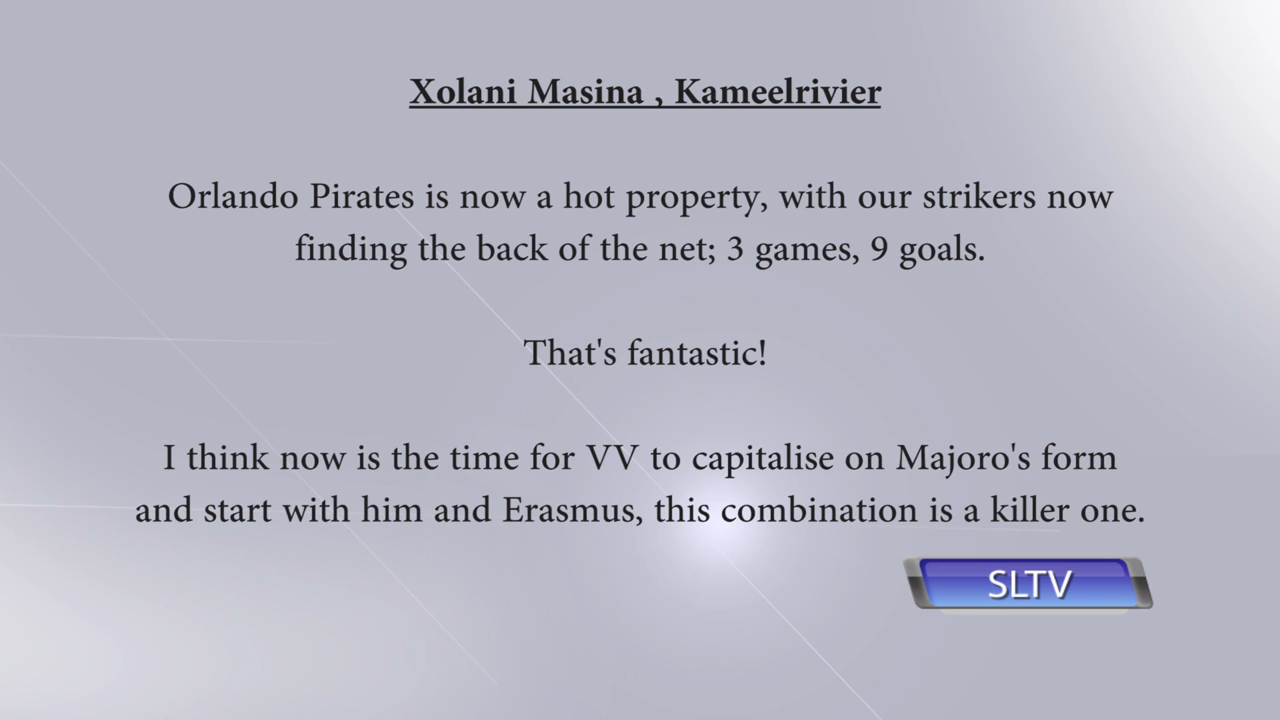 Xolani Masina , Kameelrivier
Orlando Pirates is now a hot property, with our strikers now
finding the back of the net; 3 games, 9 goals.
That's fantastic!
I think now is the time for VV to capitalise on Majoro's form
and start with him and Erasmus, this combination is a killer one.
SLTV